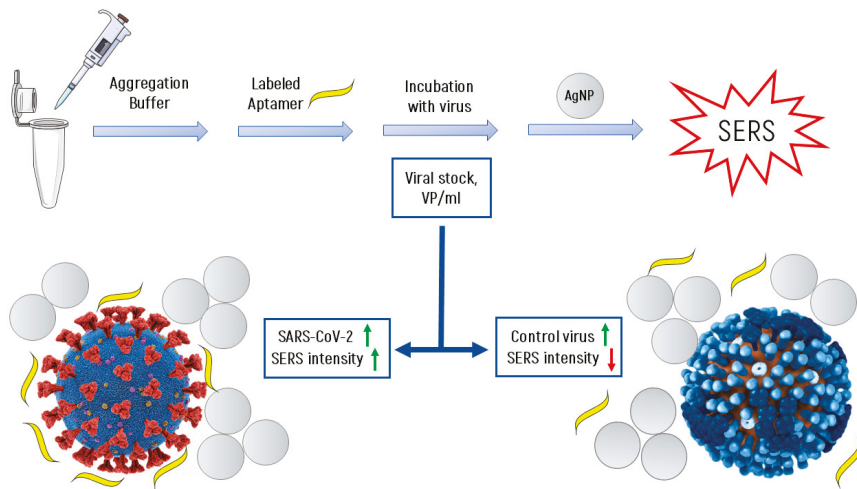 Aggregation
Buffer
Labeled
Aptamer
Incubation
with virus
AgNP
SERS
Viral stock,
VP/ml
SARS-CoV-2
SERS intensity
Control virus
SERS intensity